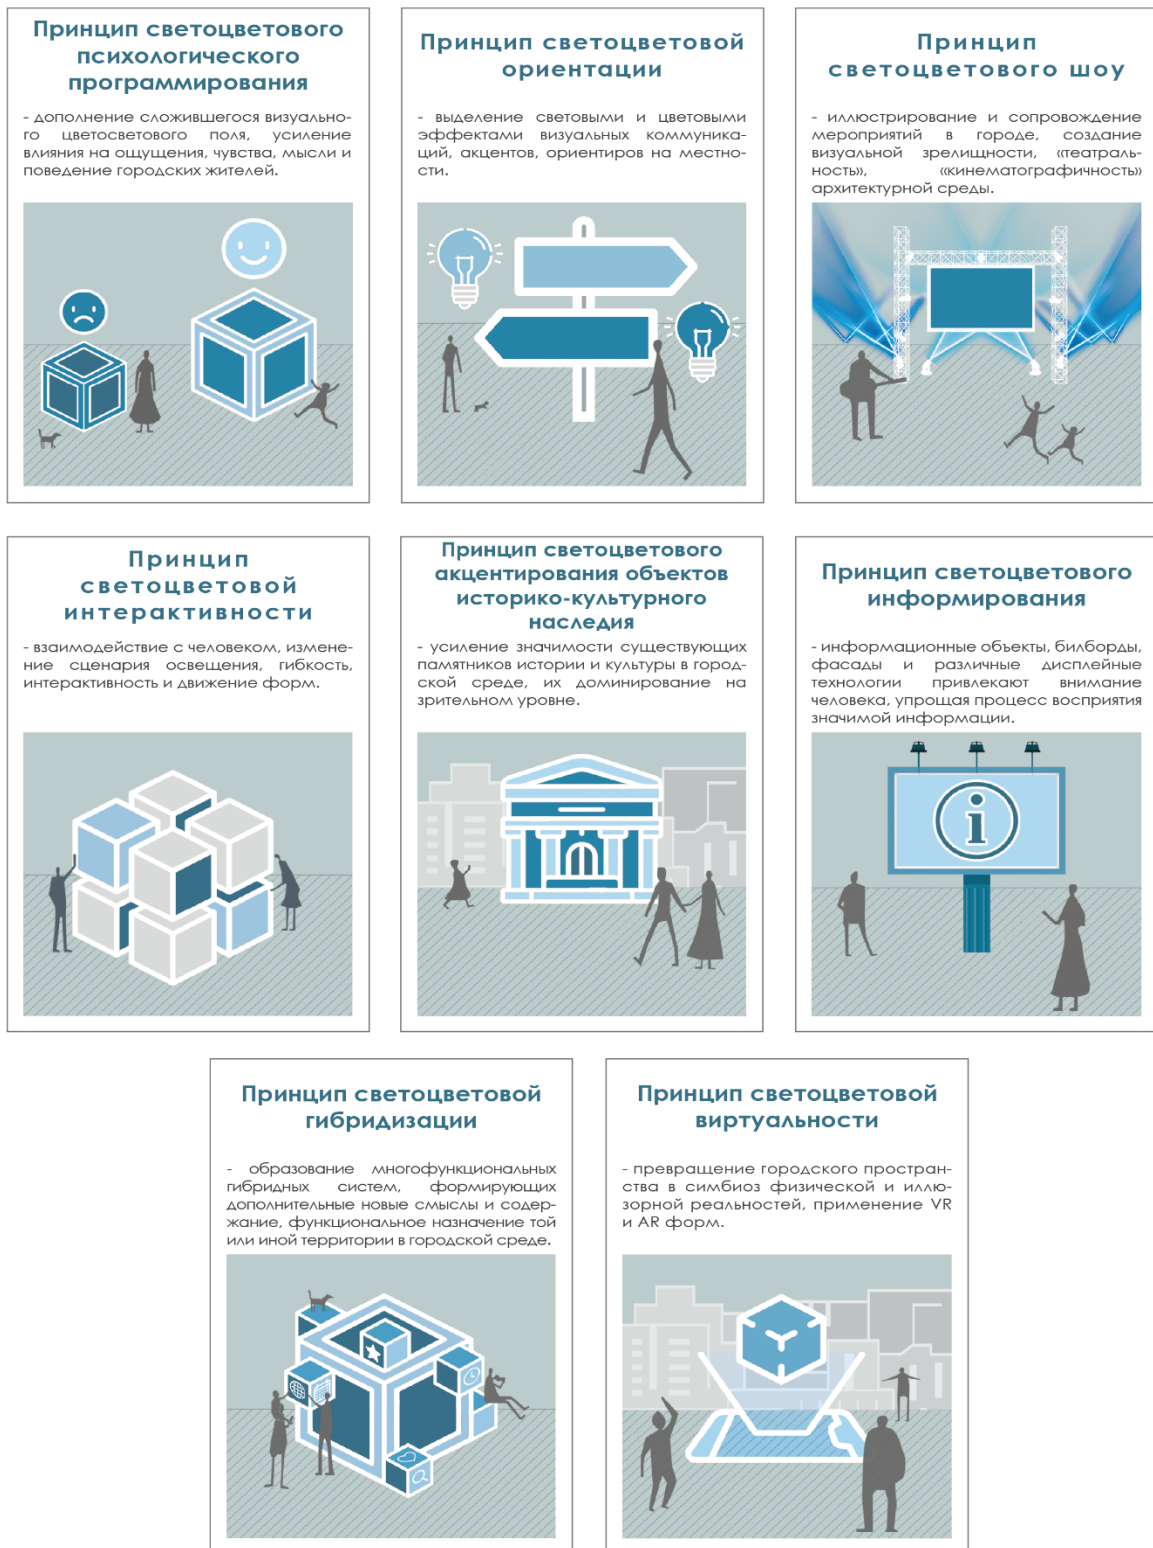 Принцип светоцветового
психологического
программирования
- дополнение сложившегося визуально-
го цветосветового поля, усиление
влияния на ощущения, чувства, мысли и
поведение городских жителей.
Принцип светоцветовой
ориентации
- выделение световыми и цветовыми
эффектами визуальных коммуника-
ций, акцентов, ориентиров на местно-
сти.
Принцип
светоцветового шоу
- иллюстрирование и сопровождение
мероприятий в городе, создание
визуальной зрелищности, «театраль-
ность», «кинематографичность»
архитектурной среды.
Принцип
светоцветовой
интерактивности
- взаимодействие с человеком, измене-
ние сценария освещения, гибкость,
интерактивность и движение форм.
Принцип светоцветового
акцентирования объектов
историко-культурного
наследия
- усиление значимости существующих
памятников истории и культуры в город-
ской среде, их доминирование на
зрительном уровне.
Принцип светоцветового
информирования
- информационные объекты, билборды,
фасады и различные дисплейные
технологии привлекают внимание
человека, упрощая процесс восприятия
значимой информации.
i
Принцип светоцветовой
гибридизации
- образование многофункциональных
гибридных систем, формирующих
дополнительные новые смыслы и содер-
жание, функциональное назначение той
или иной территории в городской среде.
Принцип светоцветовой
виртуальности
- превращение городского простран-
ства в симбиоз физической и иллю-
зорной реальностей, применение VR
и AR форм.